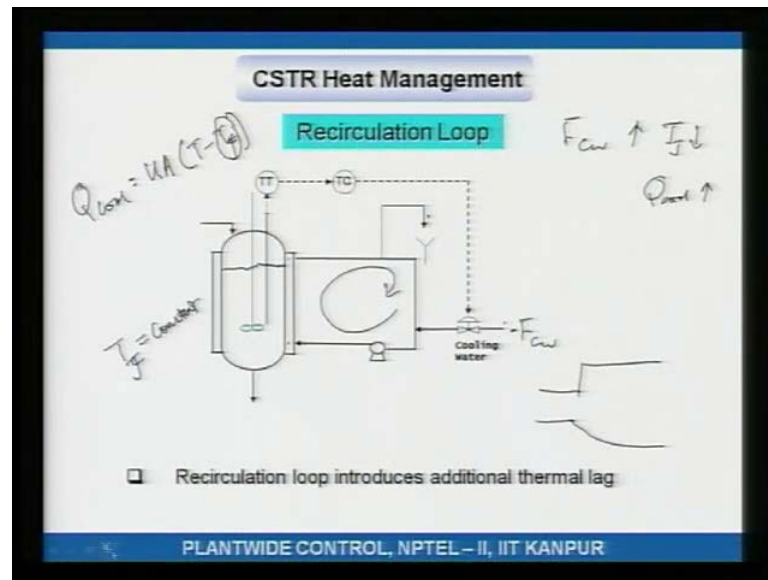 CSTR Heat Management
Recirculation Loop
F_cw ↑ T_J ↓
Q_cool ↑
Q_cool = UA(T-T_J)
TT
TC
T_J = Constant
Cooling
Water
F_cw
Recirculation loop introduces additional thermal lag
PLANTWIDE CONTROL, NPTEL – II, IIT KANPUR